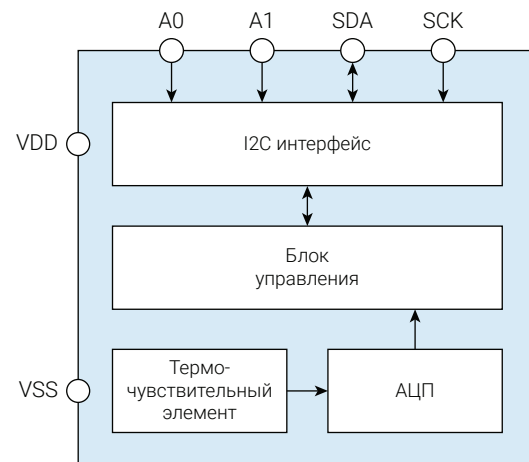 A0 A1 SDA SCK
VDD
I2C интерфейс
Блок
управления
VSS
Термо-
чувствительный
элемент
АЦП